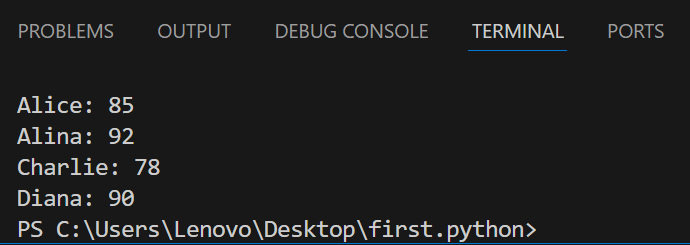 PROBLEMS OUTPUT DEBUG CONSOLE TERMINAL PORTS
Alice: 85
Alina: 92
Charlie: 78
Diana: 90
PS C:\Users\Lenovo\Desktop\first.python>